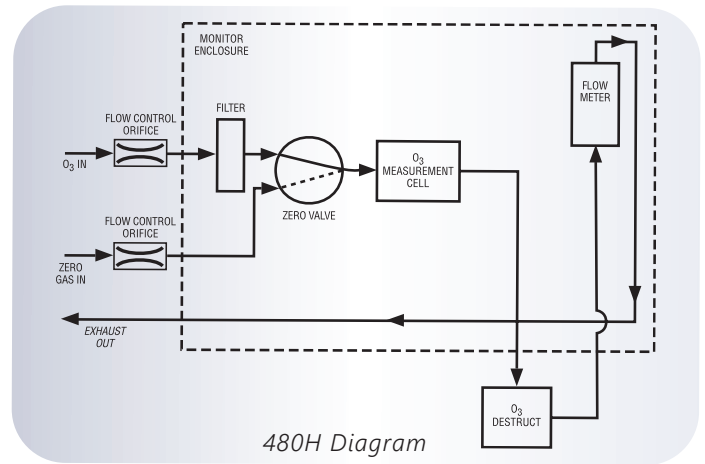 MONITOR
ENCLOSURE
FLOW CONTROL
ORIFICE
FILTER
O₃ IN
ZERO VALVE
O₃
MEASUREMENT
CELL
FLOW
METER
FLOW CONTROL
ORIFICE
ZERO
GAS IN
EXHAUST
OUT
O₃
DESTRUCT
480H Diagram